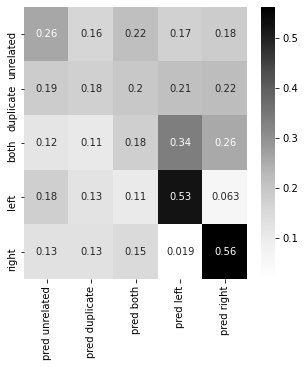 unrelated 0.26 0.16 0.22 0.17 0.18
duplicate 0.19 0.18 0.2 0.21 0.22
both 0.12 0.11 0.18 0.34 0.26
left 0.18 0.13 0.11 0.53 0.063
right 0.13 0.13 0.15 0.019 0.56
pred unrelated
pred duplicate
pred both
pred left
pred right
0.5
0.4
0.3
0.2
0.1